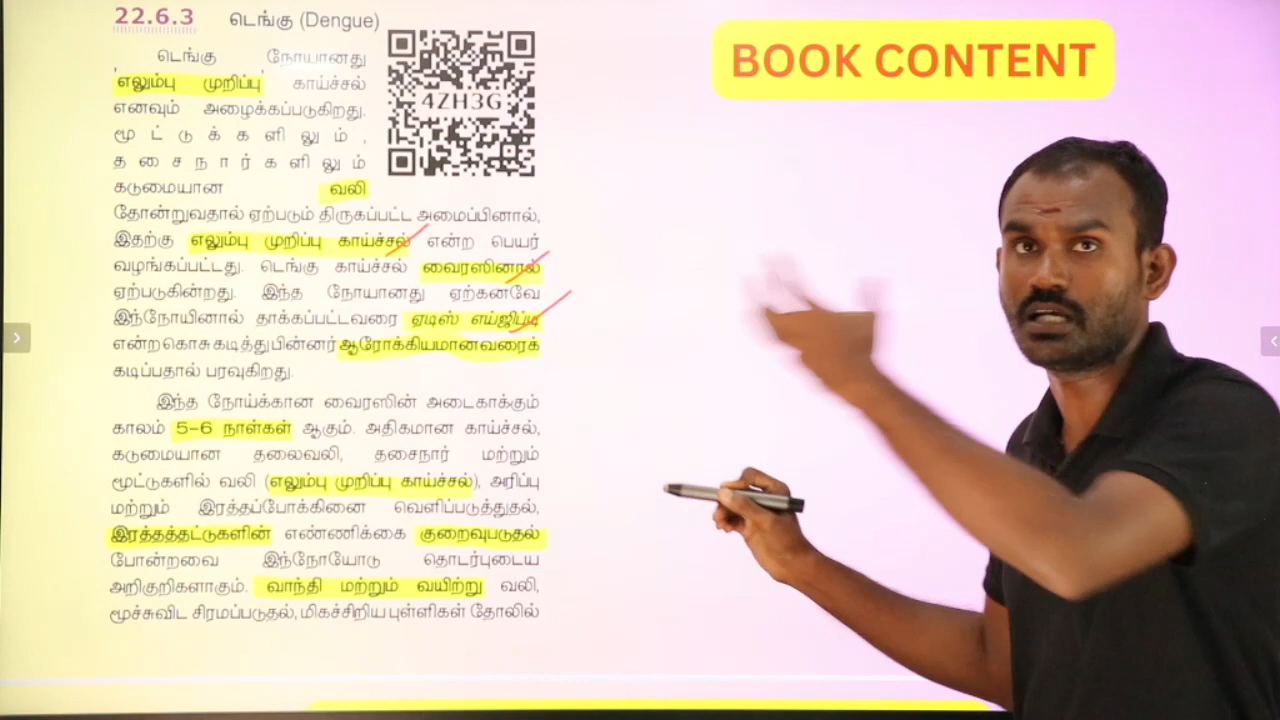 22.6.3 டெங்கு (Dengue)
BOOK CONTENT
டெங்கு நோயானது
'எலும்பு முறிப்பு' காய்ச்சல்
எனவும் அழைக்கப்படுகிறது.
மூட்டுக்களிலும்,
தசைநார்களிலும்
கடுமையான வலி
தோன்றுவதால் ஏற்படும் திருகப்பட்ட அமைப்பினால்,
இதற்கு எலும்பு முறிப்பு காய்ச்சல் என்ற பெயர்
வழங்கப்பட்டது. டெங்கு காய்ச்சல் வைரஸினால்
ஏற்படுகின்றது. இந்த நோயானது ஏற்கனவே
இந்நோயினால் தாக்கப்பட்டவரை ஏடிஸ் எய்ஜிப்டி
என்ற கொசு கடித்து பின்னர் ஆரோக்கியமானவரைக்
கடிப்பதால் பரவுகிறது.
இந்த நோய்க்கான வைரஸின் அடைகாக்கும்
காலம் 5–6 நாள்கள் ஆகும். அதிகமான காய்ச்சல்,
கடுமையான தலைவலி, தசைநார் மற்றும்
மூட்டுகளில் வலி (எலும்பு முறிப்பு காய்ச்சல்), அரிப்பு
மற்றும் இரத்தப்போக்கினை வெளிப்படுத்துதல்,
இரத்தத்தட்டுகளின் எண்ணிக்கை குறைவுபடுதல்
போன்றவை இந்நோயோடு தொடர்புடைய
அறிகுறிகளாகும். வாந்தி மற்றும் வயிற்று வலி,
மூச்சுவிட சிரமப்படுதல், மிகச்சிறிய புள்ளிகள் தோலில்
4ZH3G